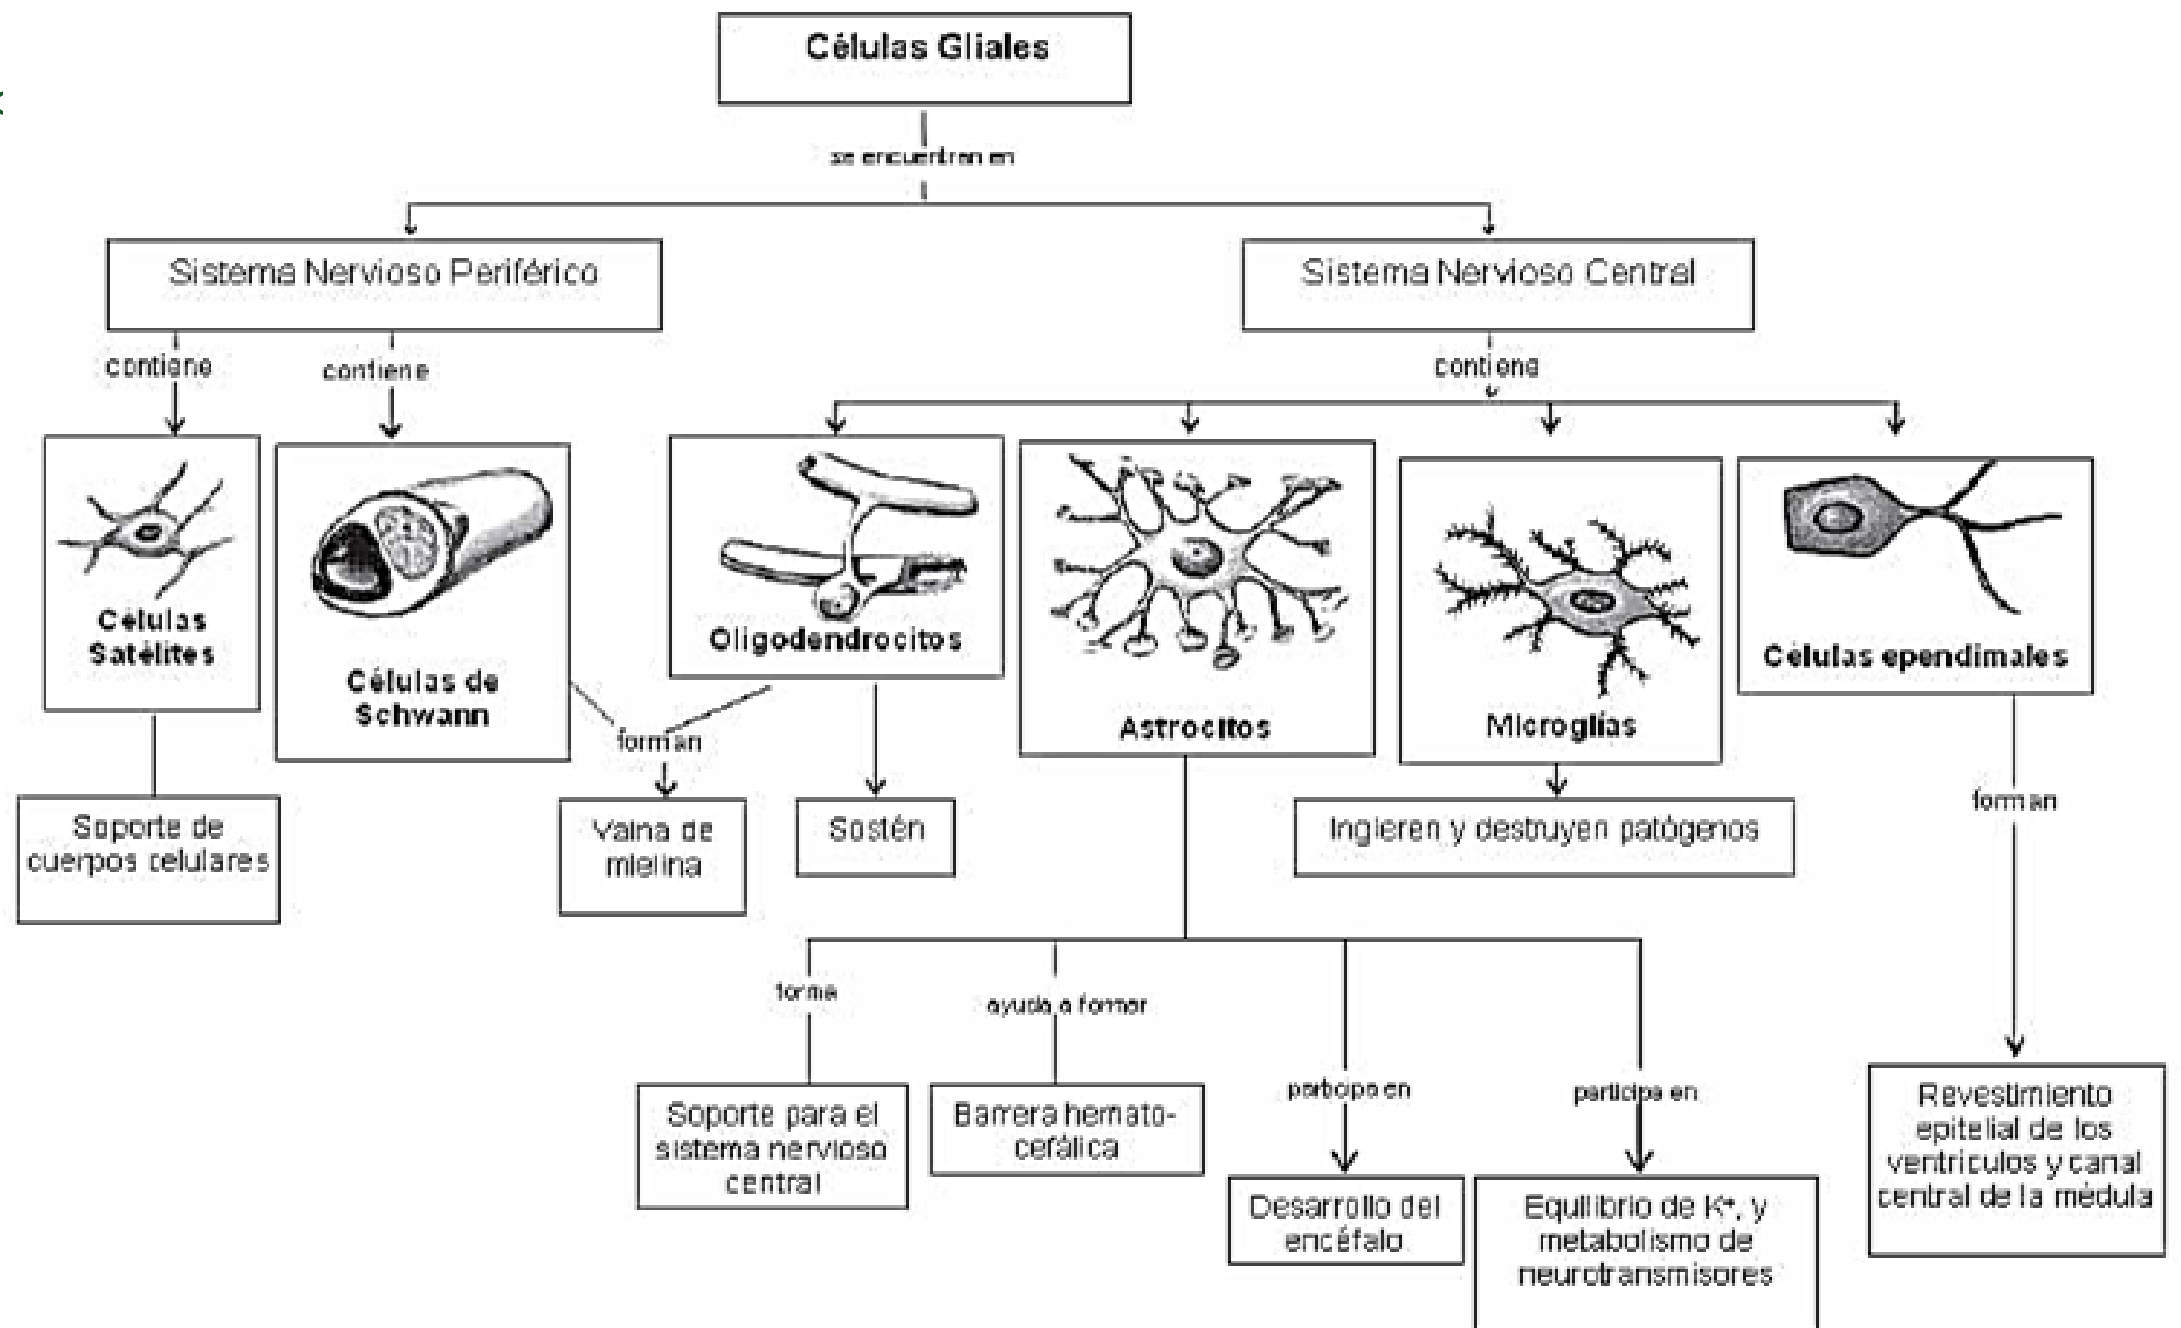 Células Gliales
se encuentran en
Sistema Nervioso Periférico
Sistema Nervioso Central
contiene
contiene
contiene
Células
Satélites
Células de
Schwann
Oligodendrocitos
Astrocitos
Microglías
Células ependimales
forman
forman
Soporte de
cuerpos celulares
Vaina de
mielina
Sostén
Ingieren y destruyen patógenos
forma
ayuda a formar
participa en
participa en
Soporte para el
sistema nervioso
central
Barrera hemato-
cefálica
Desarrollo del
encéfalo
Equilibrio de K+, y
metabolismo de
neurotransmisores
Revestimiento
epitelial de los
ventrículos y canal
central de la médula